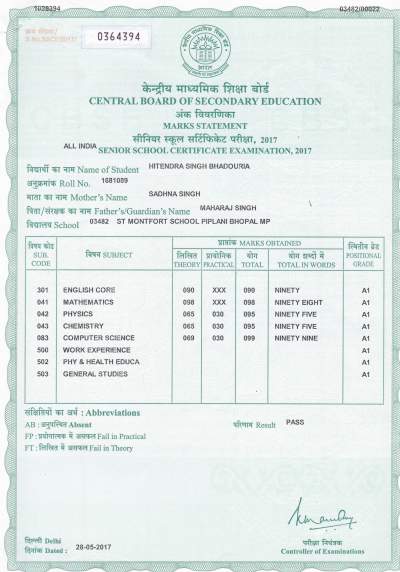 1028394 03482/00022
0364394
केन्द्रीय माध्यमिक शिक्षा बोर्ड
CENTRAL BOARD OF SECONDARY EDUCATION
अंक विवरणिका
MARKS STATEMENT
सीनियर स्कूल सर्टिफिकेट परीक्षा, 2017
ALL INDIA SENIOR SCHOOL CERTIFICATE EXAMINATION, 2017
विद्यार्थी का नाम Name of Student HITENDRA SINGH BHADOURIA
अनुक्रमांक Roll No. 1681089
माता का नाम Mother's Name SADHNA SINGH
पिता/संरक्षक का नाम Father's/Guardian's Name MAHARAJ SINGH
विद्यालय School 03482 ST MONTFORT SCHOOL PIPLANI BHOPAL MP
विषय कोड SUB. CODE विषय SUBJECT प्राप्तांक MARKS OBTAINED स्थितीय ग्रेड POSITIONAL GRADE
लिखित THEORY प्रायोगिक PRACTICAL योग TOTAL योग शब्दों में TOTAL IN WORDS
301 ENGLISH CORE 090 XXX 090 NINETY A1
041 MATHEMATICS 098 XXX 098 NINETY EIGHT A1
042 PHYSICS 065 030 095 NINETY FIVE A1
043 CHEMISTRY 065 030 095 NINETY FIVE A1
083 COMPUTER SCIENCE 069 030 099 NINETY NINE A1
500 WORK EXPERIENCE A1
502 PHY & HEALTH EDUCA A1
503 GENERAL STUDIES A1
संक्षिप्तियों का अर्थ : Abbreviations
AB : अनुपस्थित Absent परिणाम Result PASS
FP : प्रयोगात्मक में असफल Fail in Practical
FT : लिखित में असफल Fail in Theory
दिल्ली Delhi
दिनांक Dated : 28-05-2017
परीक्षा नियंत्रक
Controller of Examinations